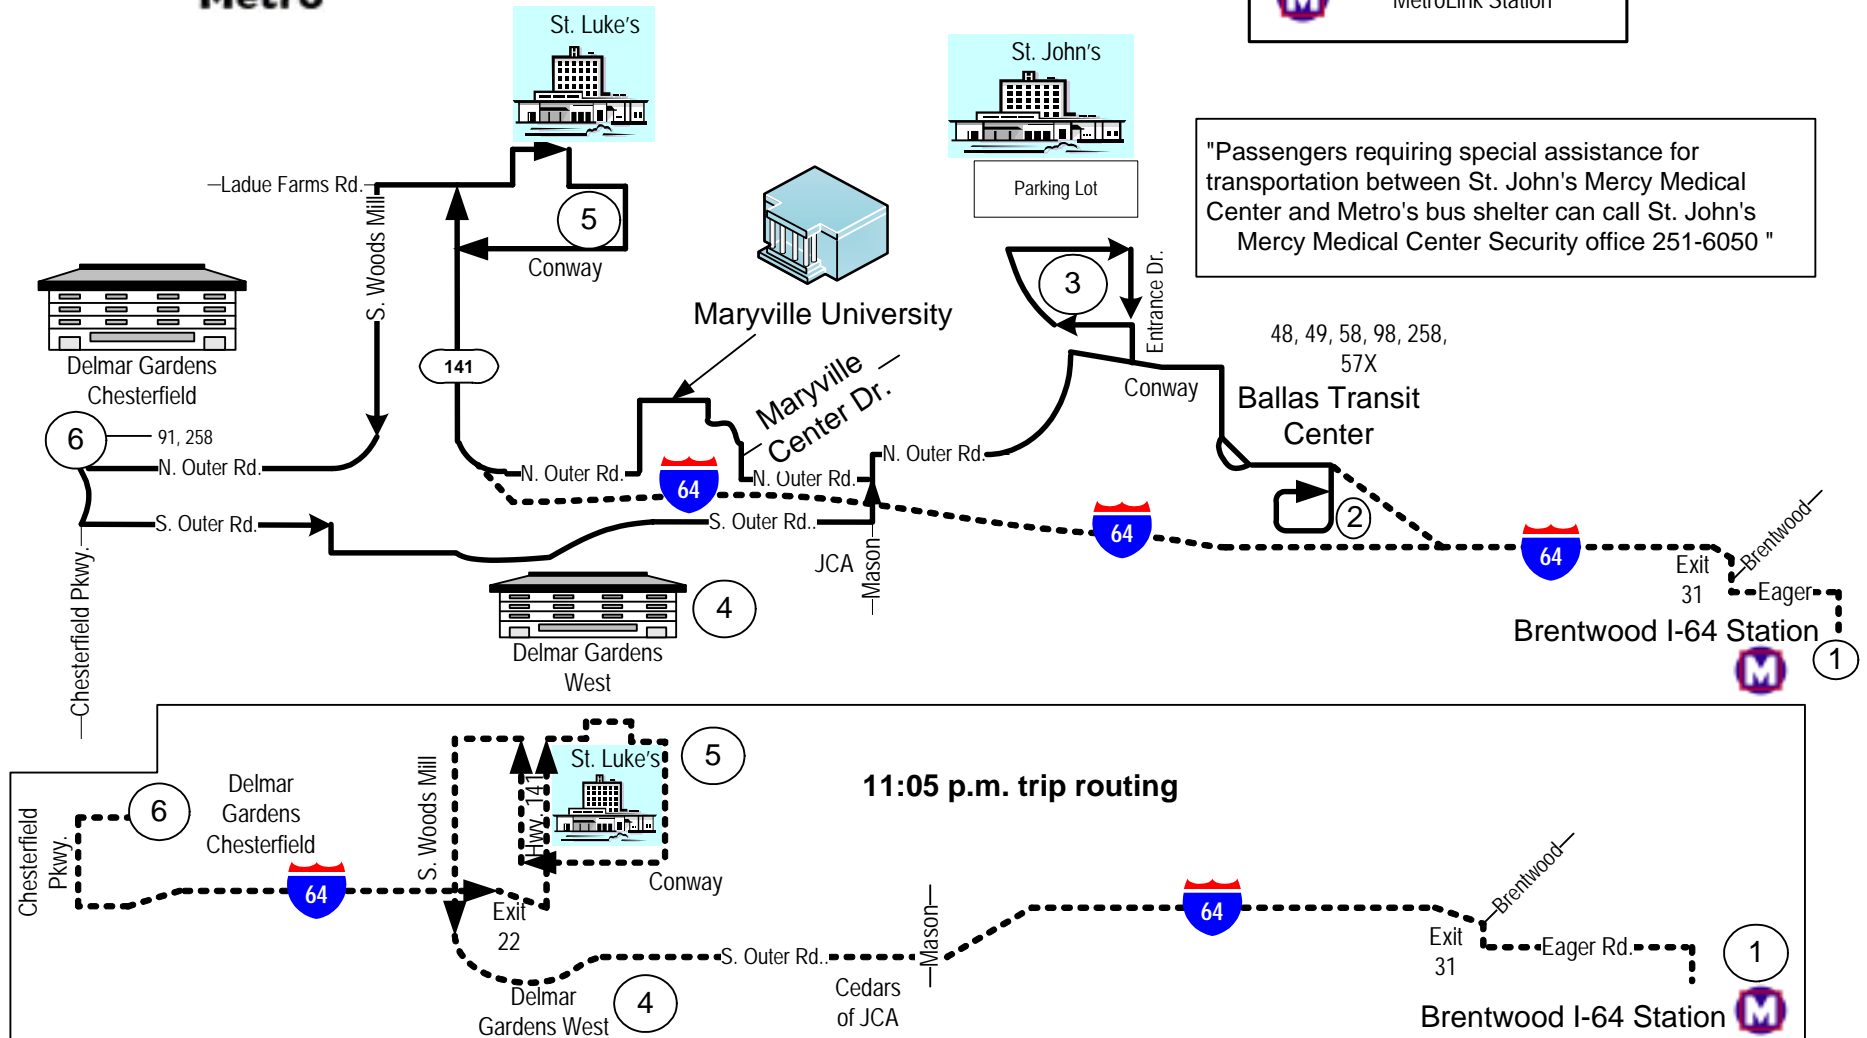 Metro
MetroLink Station
St. Luke's
St. John's
Parking Lot
"Passengers requiring special assistance for
transportation between St. John's Mercy Medical
Center and Metro's bus shelter can call St. John's
Mercy Medical Center Security office 251-6050 "
Ladue Farms Rd.
S. Woods Mill
5
Conway
Maryville University
3
Entrance Dr.
48, 49, 58, 98, 258,
57X
Ballas Transit
Center
Conway
Delmar Gardens
Chesterfield
141
Maryville
Center Dr.
6
91, 258
N. Outer Rd.
N. Outer Rd.
64
N. Outer Rd.
N. Outer Rd.
2
S. Outer Rd.
S. Outer Rd..
64
64
Brentwood
Exit
31
Eager
JCA
Mason
Chesterfield Pkwy.
4
Delmar Gardens
West
Brentwood I-64 Station
1
M
11:05 p.m. trip routing
Chesterfield
Pkwy.
6
Delmar
Gardens
Chesterfield
64
S. Woods Mill
Hwy. 141
St. Luke's
5
Conway
Exit
22
Delmar
Gardens West
4
S. Outer Rd..
Cedars
of JCA
Mason
64
Brentwood
Exit
31
Eager Rd.
1
Brentwood I-64 Station
M